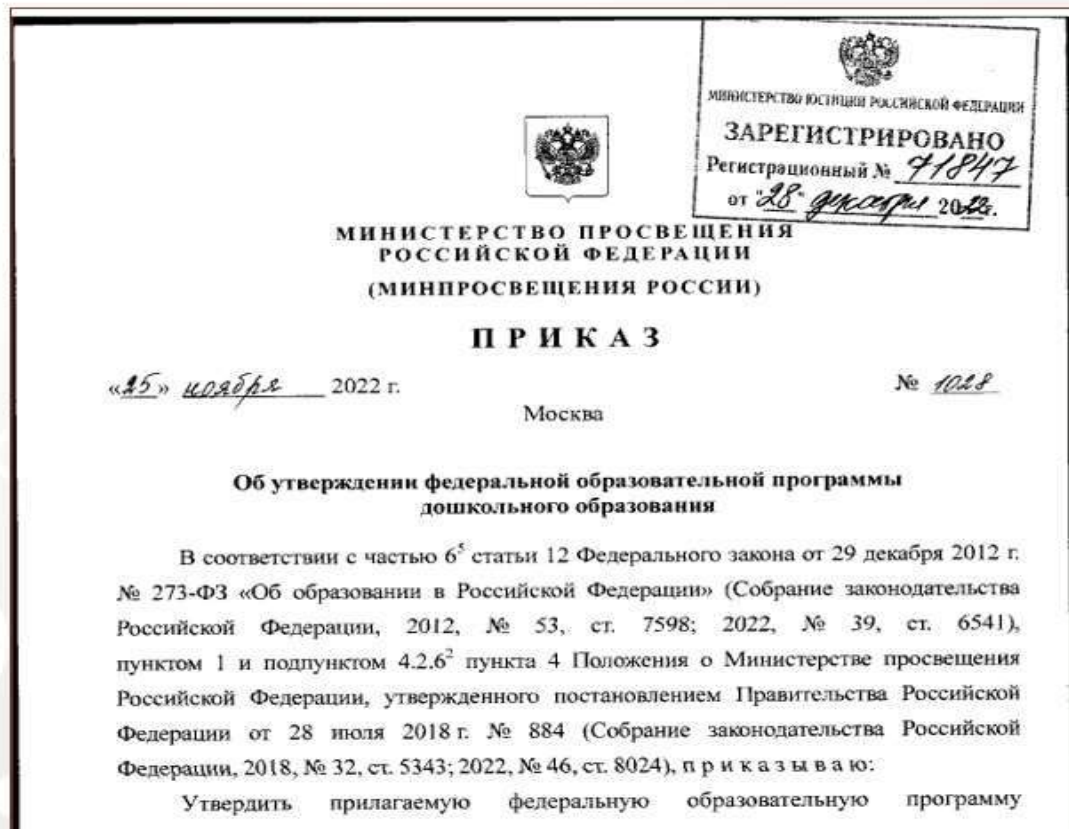 МИНИСТЕРСТВО ЮСТИЦИИ РОССИЙСКОЙ ФЕДЕРАЦИИ
ЗАРЕГИСТРИРОВАНО
Регистрационный № 71847
от "28" декабря 2022г.
МИНИСТЕРСТВО ПРОСВЕЩЕНИЯ
РОССИЙСКОЙ ФЕДЕРАЦИИ
(МИНПРОСВЕЩЕНИЯ РОССИИ)
ПРИКАЗ
«25» ноября 2022 г.
№ 1028
Москва
Об утверждении федеральной образовательной программы
дошкольного образования
В соответствии с частью 6⁵ статьи 12 Федерального закона от 29 декабря 2012 г.
№ 273-ФЗ «Об образовании в Российской Федерации» (Собрание законодательства
Российской Федерации, 2012, № 53, ст. 7598; 2022, № 39, ст. 6541),
пунктом 1 и подпунктом 4.2.6² пункта 4 Положения о Министерстве просвещения
Российской Федерации, утвержденного постановлением Правительства Российской
Федерации от 28 июля 2018 г. № 884 (Собрание законодательства Российской
Федерации, 2018, № 32, ст. 5343; 2022, № 46, ст. 8024), п р и к а з ы в а ю:
Утвердить прилагаемую федеральную образовательную программу